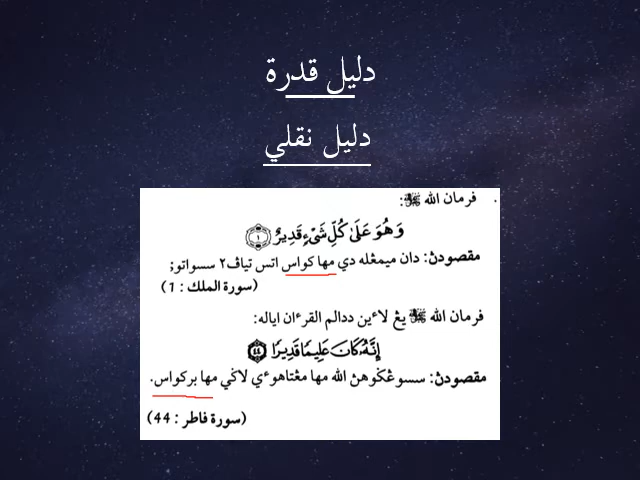 دليل قدرة
دليل نقلي
فرمان الله ﷻ:
وَهُوَ عَلَىٰ كُلِّ شَىْءٍ قَدِيرٌ ١
مقصودڽ: دان ميمڠله دي مها كواس اتس تياڤ٢ سسواتو;
(سورة الملك : 1)
فرمان الله ﷻ يڠ لاءين ددالم القرءان اياله:
إِنَّهُۥ كَانَ عَلِيمًا قَدِيرًا ٤٤
مقصودڽ: سسوڠݢوهڽ الله مها مڠتاهوءي لاݢي مها بركواس.
(سورة فاطر : 44)